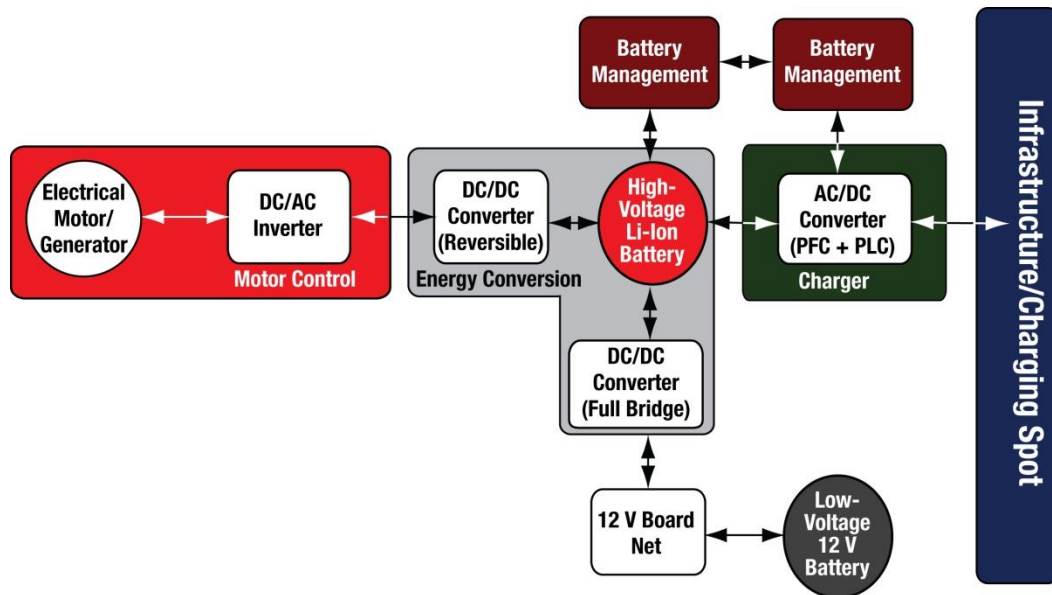 Battery
Management
Battery
Management
Electrical
Motor/
Generator
DC/AC
Inverter
Motor Control
DC/DC
Converter
(Reversible)
Energy Conversion
High-
Voltage
Li-Ion
Battery
AC/DC
Converter
(PFC + PLC)
Charger
Infrastructure/Charging Spot
DC/DC
Converter
(Full Bridge)
12 V Board
Net
Low-
Voltage
12 V
Battery